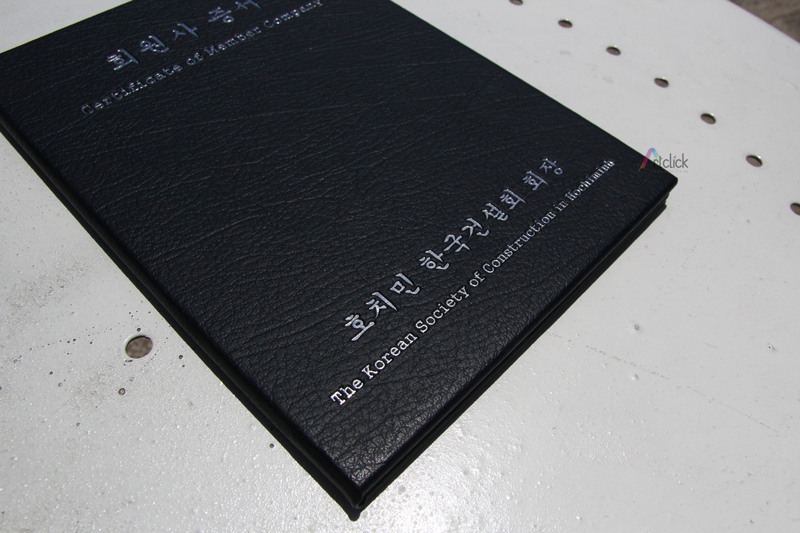 회원사 증서
Certificate of Member Company
호치민 한국건설회 회장
The Korean Society of Construction in Hochiminh
Artclick